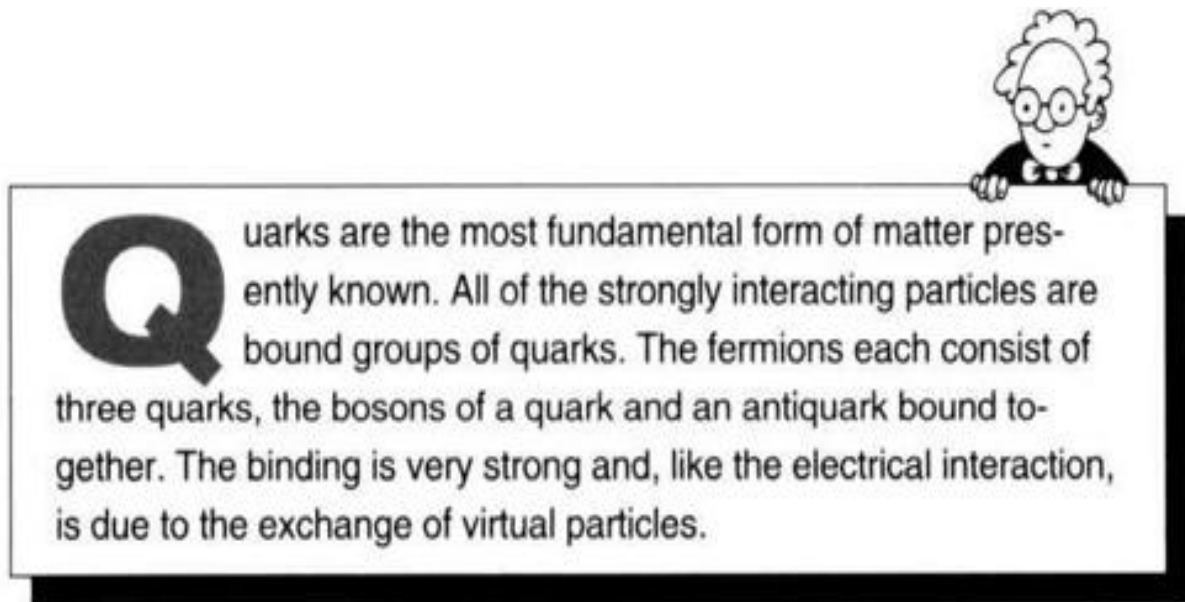 Quarks are the most fundamental form of matter pres-
ently known. All of the strongly interacting particles are
bound groups of quarks. The fermions each consist of
three quarks, the bosons of a quark and an antiquark bound to-
gether. The binding is very strong and, like the electrical interaction,
is due to the exchange of virtual particles.